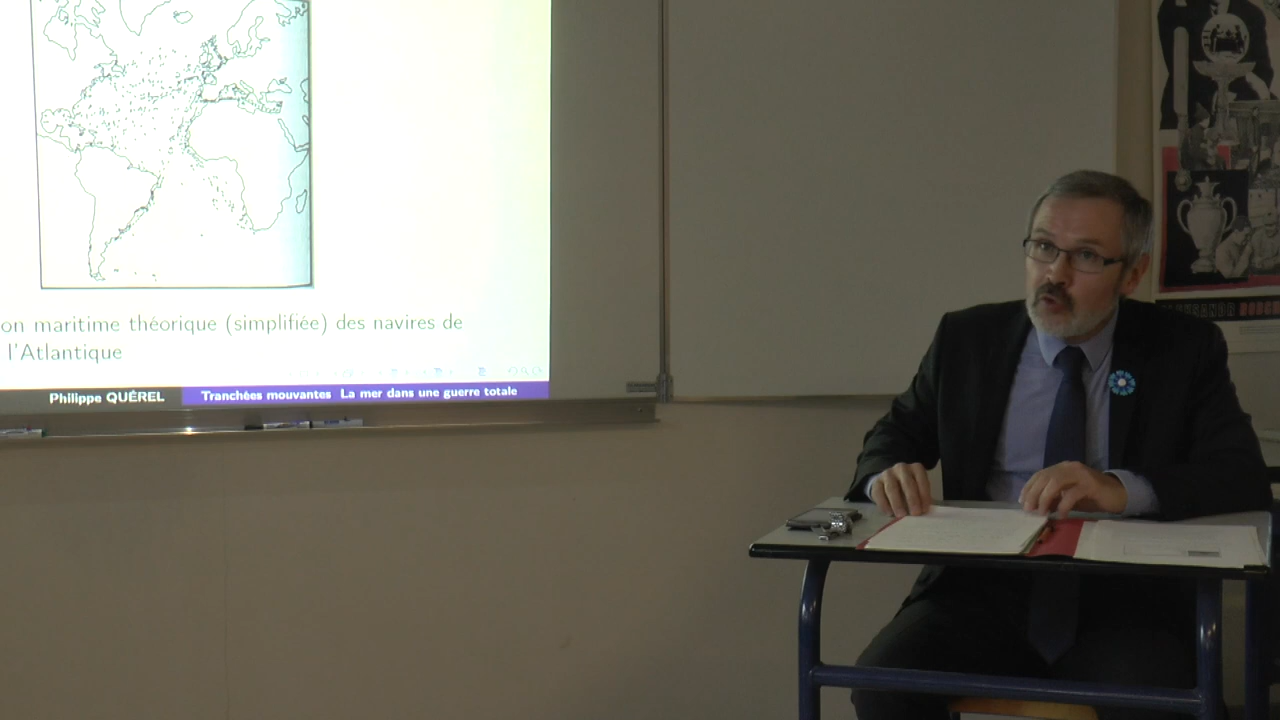 on maritime théorique (simplifiée) des navires de
l'Atlantique
Philippe QUÉREL Tranchées mouvantes La mer dans une guerre totale